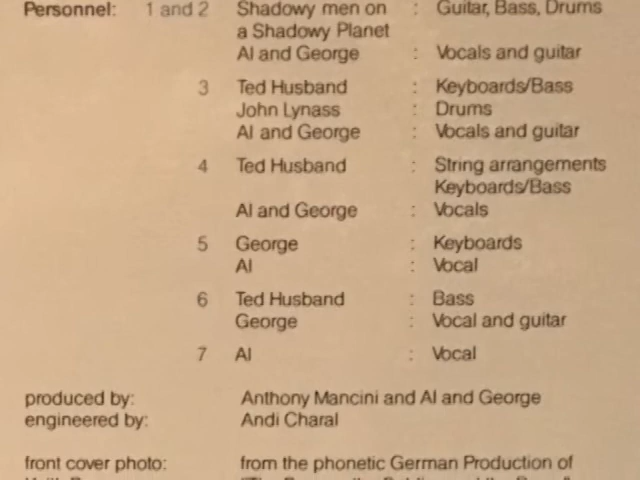 Personnel: 1 and 2 Shadowy men on : Guitar, Bass, Drums
a Shadowy Planet
Al and George : Vocals and guitar
3 Ted Husband : Keyboards/Bass
John Lynass : Drums
Al and George : Vocals and guitar
4 Ted Husband : String arrangements
Keyboards/Bass
Al and George : Vocals
5 George : Keyboards
Al : Vocal
6 Ted Husband : Bass
George : Vocal and guitar
7 Al : Vocal
produced by: Anthony Mancini and Al and George
engineered by: Andi Charal
front cover photo: from the phonetic German Production of